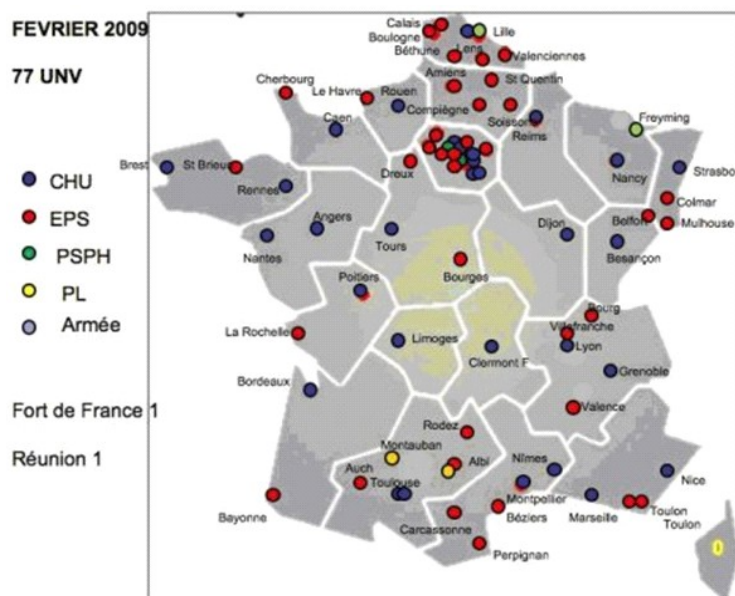 FEVRIER 2009
77 UNV
CHU
EPS
PSPH
PL
Armée
Fort de France 1
Réunion 1
Calais
Boulogne
Lille
Béthune
Lens
Valenciennes
Amiens
St Quentin
Cherbourg
Le Havre
Rouen
Compiègne
Soissons
Reims
Caen
Freyming
Brest
St Brieuc
Rennes
Dreux
Nancy
Strasbo
Colmar
Belfort
Mulhouse
Angers
Nantes
Tours
Dijon
Besançon
Bourges
Poitiers
Bourg
Villefranche
La Rochelle
Limoges
Lyon
Clermont F
Grenoble
Bordeaux
Valence
Rodez
Montauban
Albi
Nîmes
Auch
Toulouse
Nice
Montpellier
Marseille
Toulon
Bayonne
Béziers
Toulon
Carcassonne
Perpignan
0